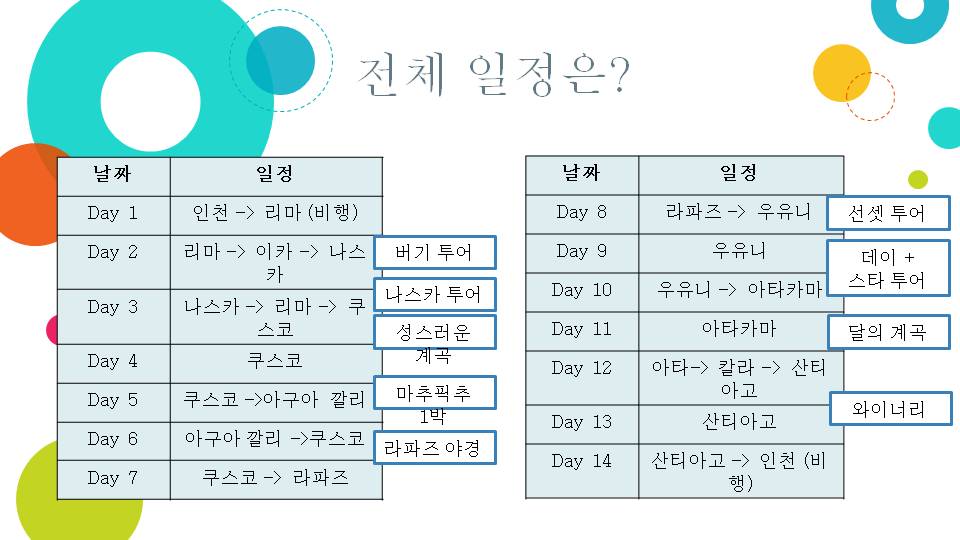 전체 일정은?
날짜 일정
Day 1 인천 -> 리마 (비행)
Day 2 리마 -> 이카 -> 나스
카
Day 3 나스카 -> 리마 -> 쿠
스코
Day 4 쿠스코
Day 5 쿠스코 ->아구아 깔리
Day 6 아구아 깔리 ->쿠스코
Day 7 쿠스코 -> 라파즈
버기 투어
나스카 투어
성스러운
계곡
마추픽추
1박
라파즈 야경
날짜 일정
Day 8 라파즈 -> 우유니
Day 9 우유니
Day 10 우유니 -> 아타카마
Day 11 아타카마
Day 12 아타-> 칼라 -> 산티
아고
Day 13 산티아고
Day 14 산티아고 -> 인천 (비
행)
선셋 투어
데이 +
스타 투어
달의 계곡
와이너리